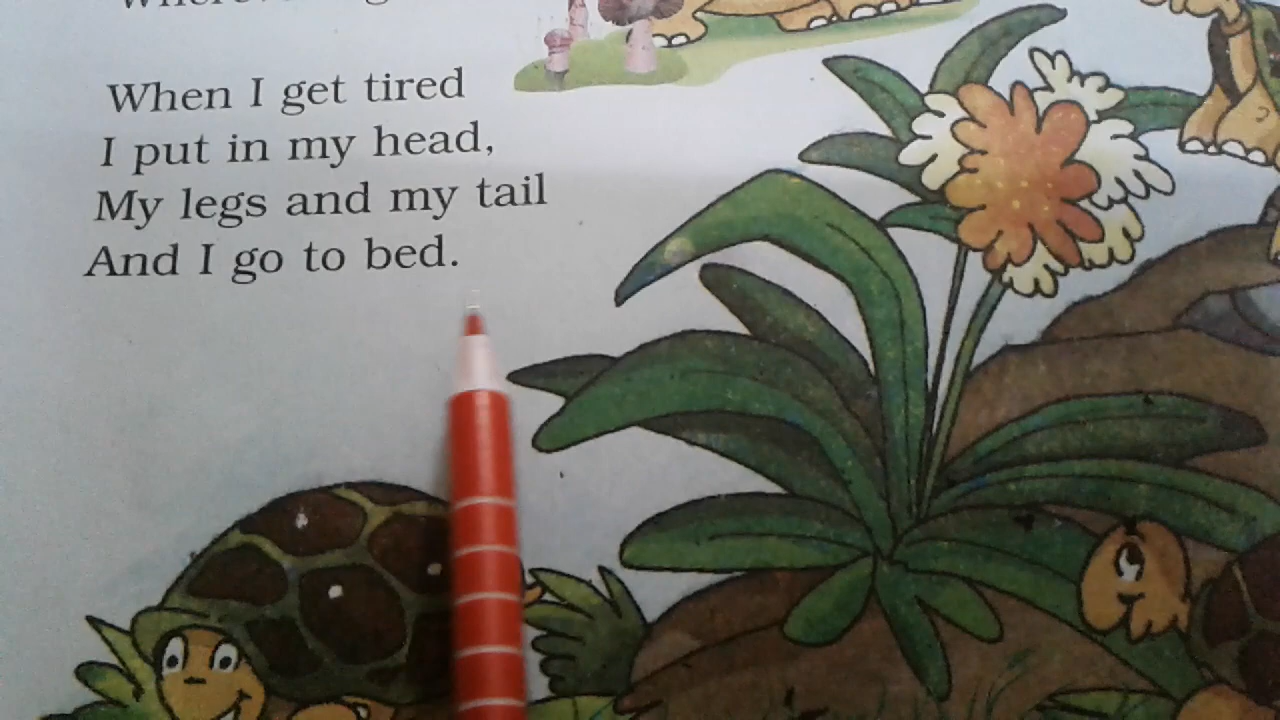 When I get tired
I put in my head,
My legs and my tail
And I go to bed.